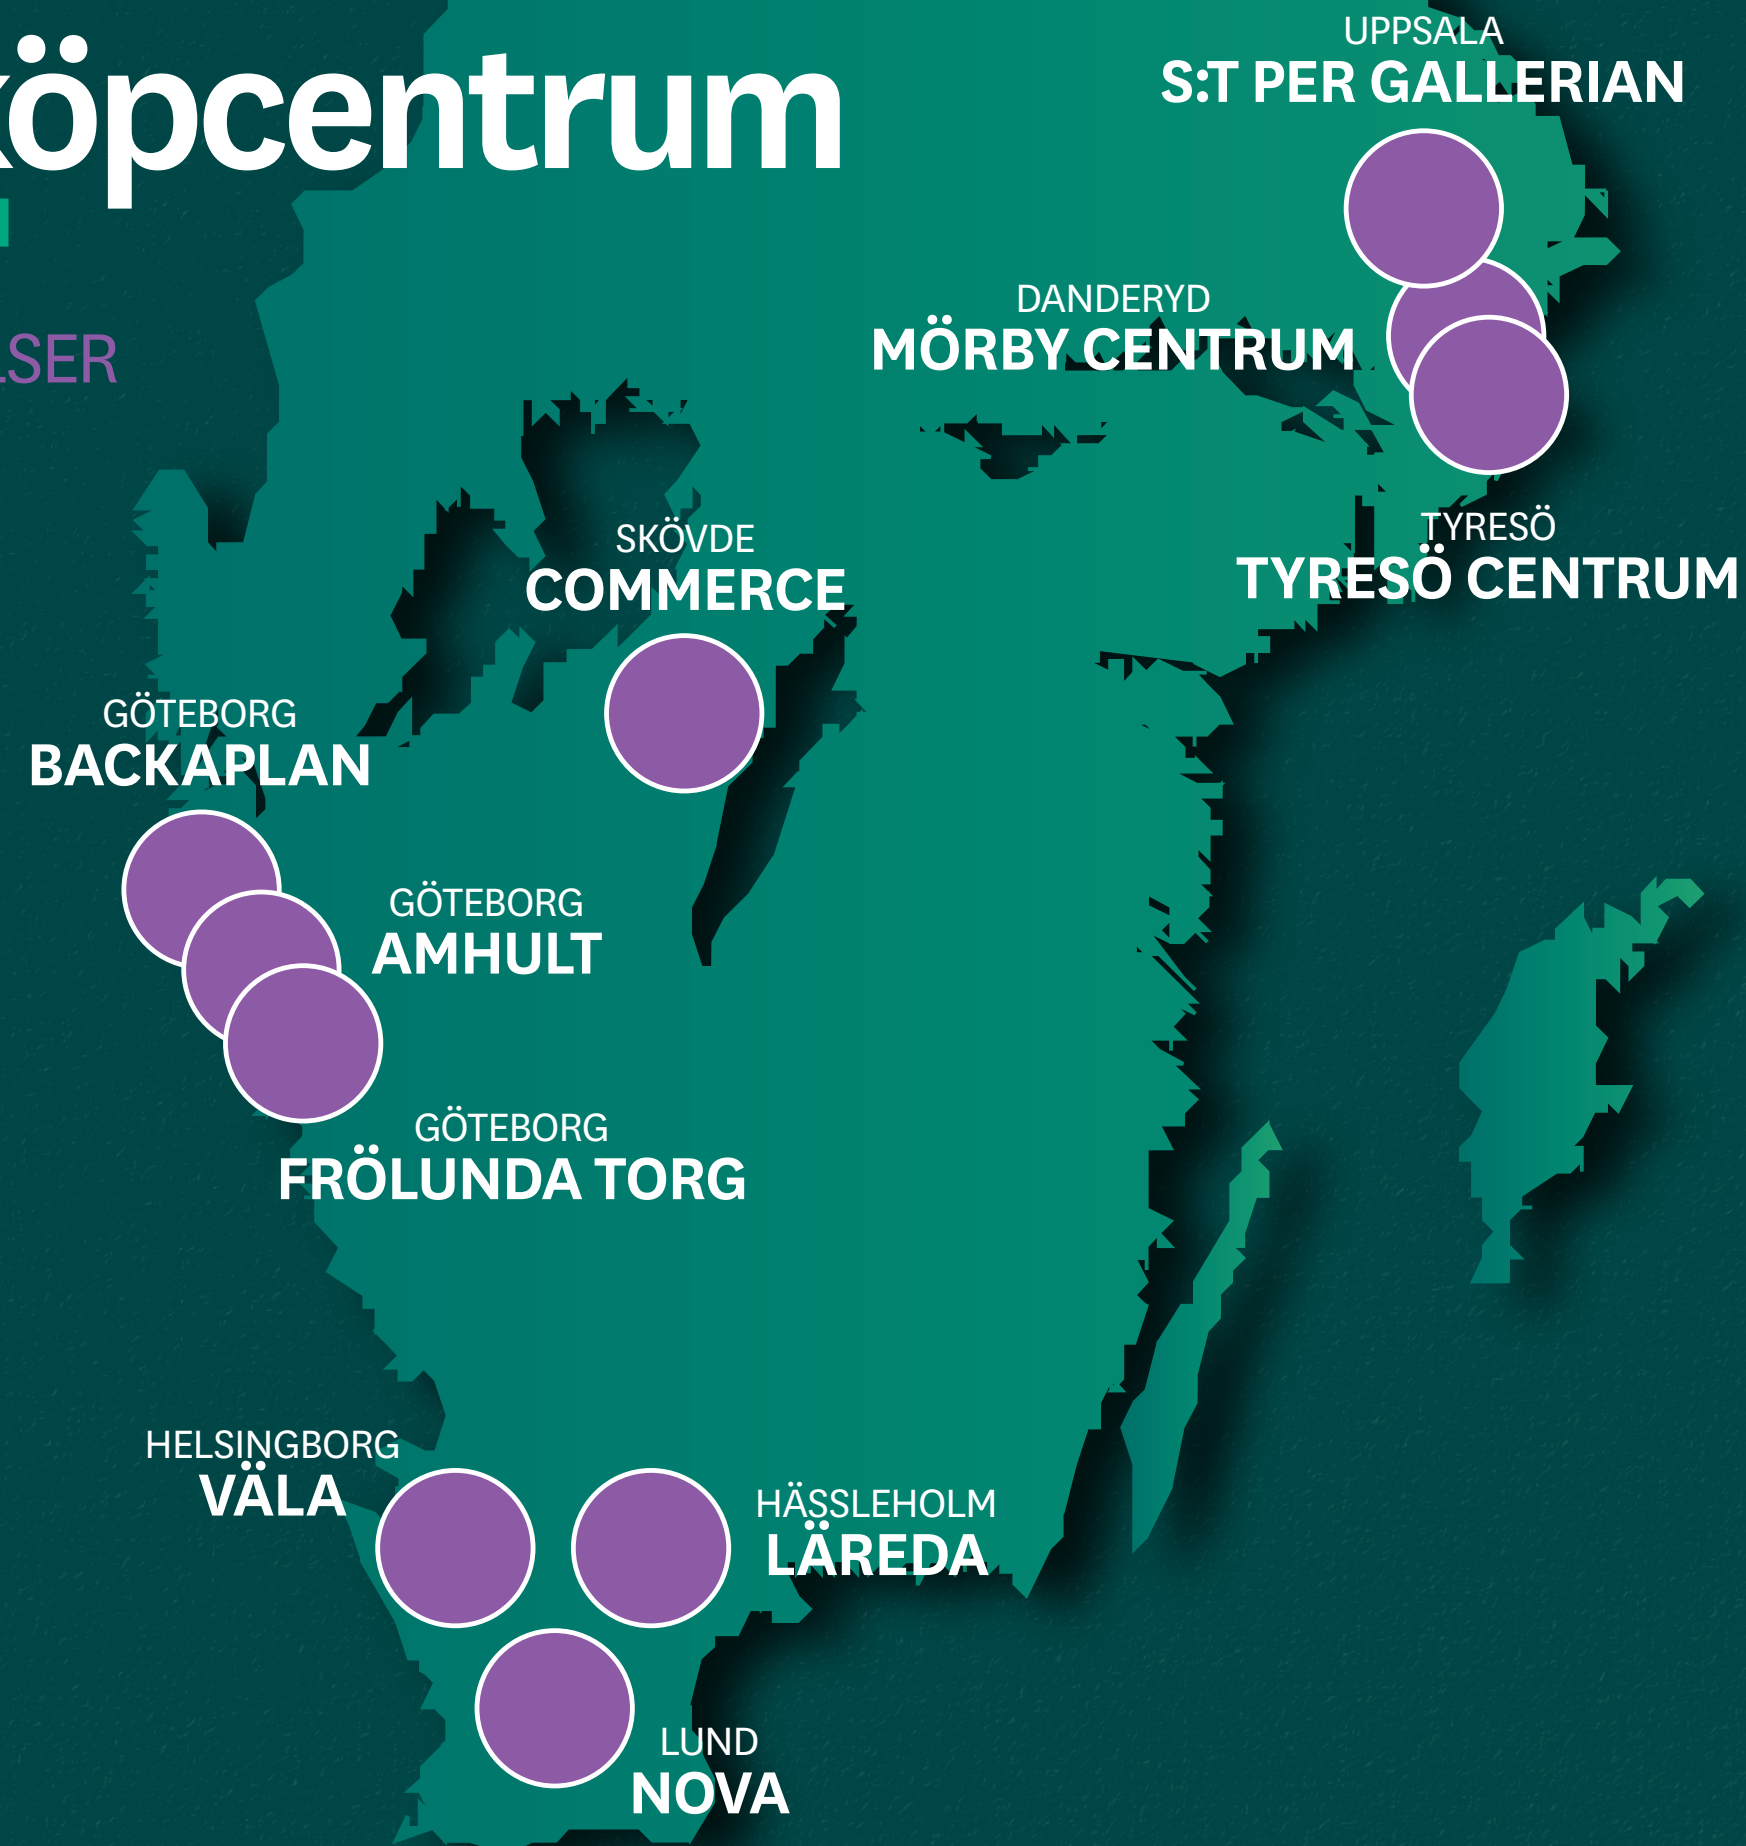 köpcentrum
LSER
UPPSALA
S:T PER GALLERIAN
DANDERYD
MÖRBY CENTRUM
TYRESÖ
TYRESÖ CENTRUM
SKÖVDE
COMMERCE
GÖTEBORG
BACKAPLAN
GÖTEBORG
AMHULT
GÖTEBORG
FRÖLUNDA TORG
HELSINGBORG
VÄLA
HÄSSLEHOLM
LÄREDA
LUND
NOVA